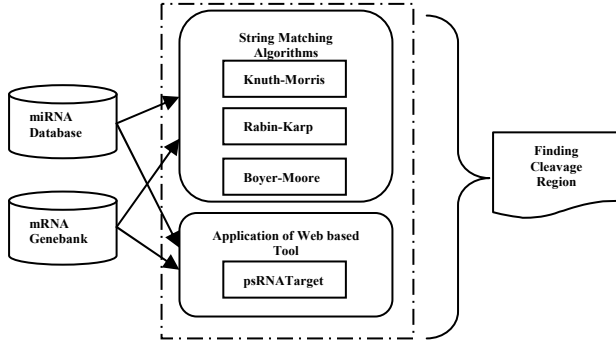 String Matching
Algorithms
Knuth-Morris
Rabin-Karp
Boyer-Moore
miRNA
Database
mRNA
Genebank
Application of Web based
Tool
psRNATarget
Finding
Cleavage
Region